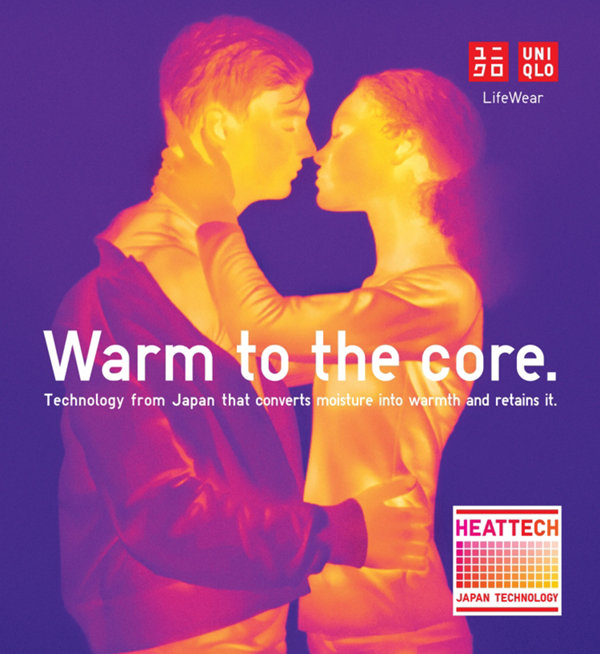 ユニ UNI
クロ QLO
LifeWear
Warm to the core.
Technology from Japan that converts moisture into warmth and retains it.
HEATTECH
JAPAN TECHNOLOGY